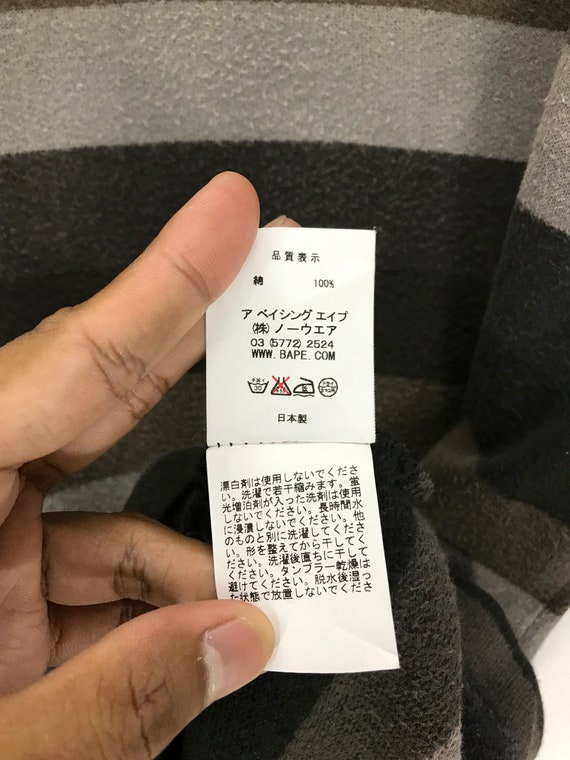 品質表示
綿 100%
ア ベイシング エイプ
(株) ノーウエア
03 (5772) 2524
WWW. BAPE. COM
日本製
漂白剤は使用しないでくださ
い。洗濯で若干縮みます。蛍
光増泊剤が入った洗剤は使用
しないでください。長時間水
に浸漬しないでください。他
のものと別に洗濯してくださ
い。形を整えてから干してく
ださい。洗濯後直ちに干して
ください。タンブラー乾燥は
避けてください。脱水後湿っ
た状態で放置しないでくださ